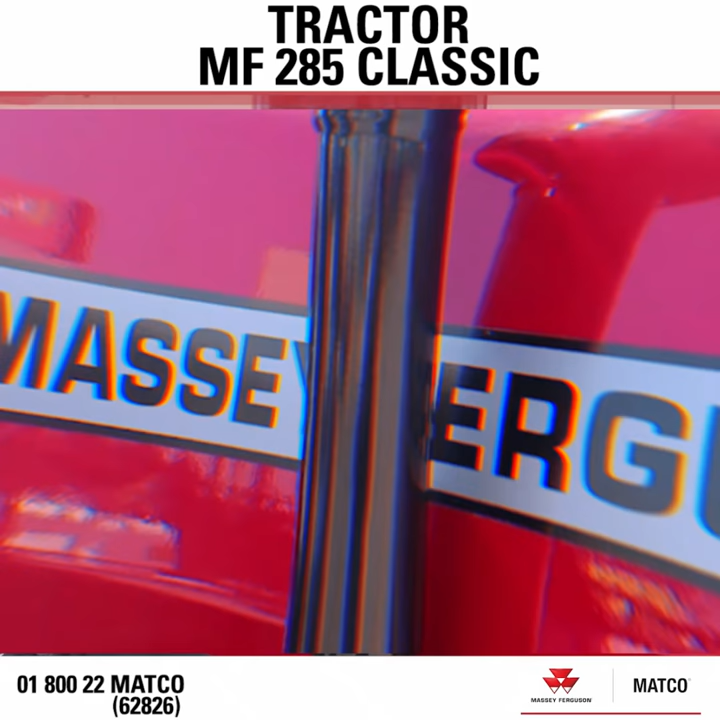 TRACTOR
MF 285 CLASSIC
MASSEY ERGU
01 800 22 MATCO
(62826)
MASSEY FERGUSON
MATCO